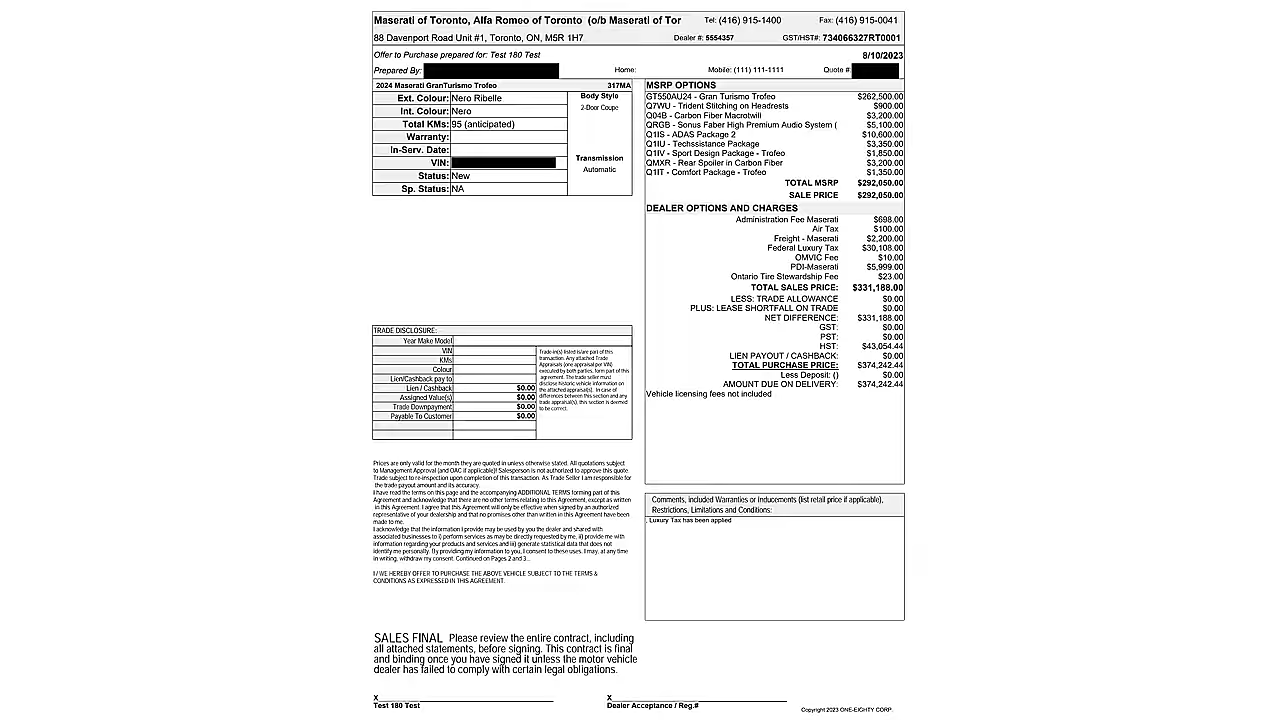 Maserati of Toronto, Alfa Romeo of Toronto (o/b Maserati of Tor Tel: (416) 915-1400 Fax: (416) 915-0041
88 Davenport Road Unit #1, Toronto, ON, M5R 1H7 Dealer #: 5554357 GST/HST#: 734066327RT0001
Offer to Purchase prepared for: Test 180 Test 8/10/2023
Prepared By: Home: Mobile: (111) 111-1111 Quote #:
2024 Maserati GranTurismo Trofeo 317MA
Ext. Colour: Nero Ribelle
Int. Colour: Nero
Total KMs: 95 (anticipated)
Warranty:
In-Serv. Date:
VIN:
Status: New
Sp. Status: NA
Body Style
2-Door Coupe
Transmission
Automatic
MSRP OPTIONS
GT550AU24 - Gran Turismo Trofeo $262,500.00
Q7WU - Trident Stitching on Headrests $900.00
Q04B - Carbon Fiber Macrotwill $3,200.00
QRGB - Sonus Faber High Premium Audio System ( $5,100.00
Q1IS - ADAS Package 2 $10,600.00
Q1IU - Techssistance Package $3,350.00
Q1IV - Sport Design Package - Trofeo $1,850.00
QMXR - Rear Spoiler in Carbon Fiber $3,200.00
Q1IT - Comfort Package - Trofeo $1,350.00
TOTAL MSRP $292,050.00
SALE PRICE $292,050.00
DEALER OPTIONS AND CHARGES
Administration Fee Maserati $698.00
Air Tax $100.00
Freight - Maserati $2,200.00
Federal Luxury Tax $30,108.00
OMVIC Fee $10.00
PDI-Maserati $5,999.00
Ontario Tire Stewardship Fee $23.00
TOTAL SALES PRICE: $331,188.00
LESS: TRADE ALLOWANCE $0.00
PLUS: LEASE SHORTFALL ON TRADE $0.00
NET DIFFERENCE: $331,188.00
GST: $0.00
PST: $0.00
HST: $43,054.44
LIEN PAYOUT / CASHBACK: $0.00
TOTAL PURCHASE PRICE: $374,242.44
Less Deposit: () $0.00
AMOUNT DUE ON DELIVERY: $374,242.44
Vehicle licensing fees not included
TRADE DISCLOSURE:
Year Make Model
VIN
KMs
Colour
Lien/Cashback pay to
Lien / Cashback $0.00
Assigned Value(s) $0.00
Trade Downpayment $0.00
Payable To Customer $0.00
Trade-in(s) listed is/are part of this
transaction. Any attached Trade
Appraisals (one appraisal per VIN)
executed by both parties, form part of this
agreement. The trade seller must
disclose historic vehicle information on
the attached appraisal(s). In case of
differences between this section and any
trade appraisal(s), this section is deemed
to be correct.
Prices are only valid for the month they are quoted in unless otherwise stated. All quotations subject
to Management Approval (and OAC if applicable)! Salesperson is not authorized to approve this quote.
Trade subject to re-inspection upon completion of this transaction. As Trade Seller I am responsible for
the trade payout amount and its accuracy.
I have read the terms on this page and the accompanying ADDITIONAL TERMS forming part of this
Agreement and acknowledge that there are no other terms relating to this Agreement, except as written
in this Agreement. I agree that this Agreement will only be effective when signed by an authorized
representative of your dealership and that no promises other than written in this Agreement have been
made to me.
I acknowledge that the information I provide may be used by you the dealer and shared with
associated businesses to i) perform services as may be directly requested by me, ii) provide me with
information regarding your products and services and iii) generate statistical data that does not
identify me personally. By providing my information to you, I consent to these uses. I may, at any time
in writing, withdraw my consent. Continued on Pages 2 and 3...
I / WE HEREBY OFFER TO PURCHASE THE ABOVE VEHICLE SUBJECT TO THE TERMS &
CONDITIONS AS EXPRESSED IN THIS AGREEMENT.
Comments, included Warranties or Inducements (list retail price if applicable),
Restrictions, Limitations and Conditions:
, Luxury Tax has been applied
SALES FINAL Please review the entire contract, including
all attached statements, before signing. This contract is final
and binding once you have signed it unless the motor vehicle
dealer has failed to comply with certain legal obligations.
X
Test 180 Test
X
Dealer Acceptance / Reg.#
Copyright 2023 ONE-EIGHTY CORP.